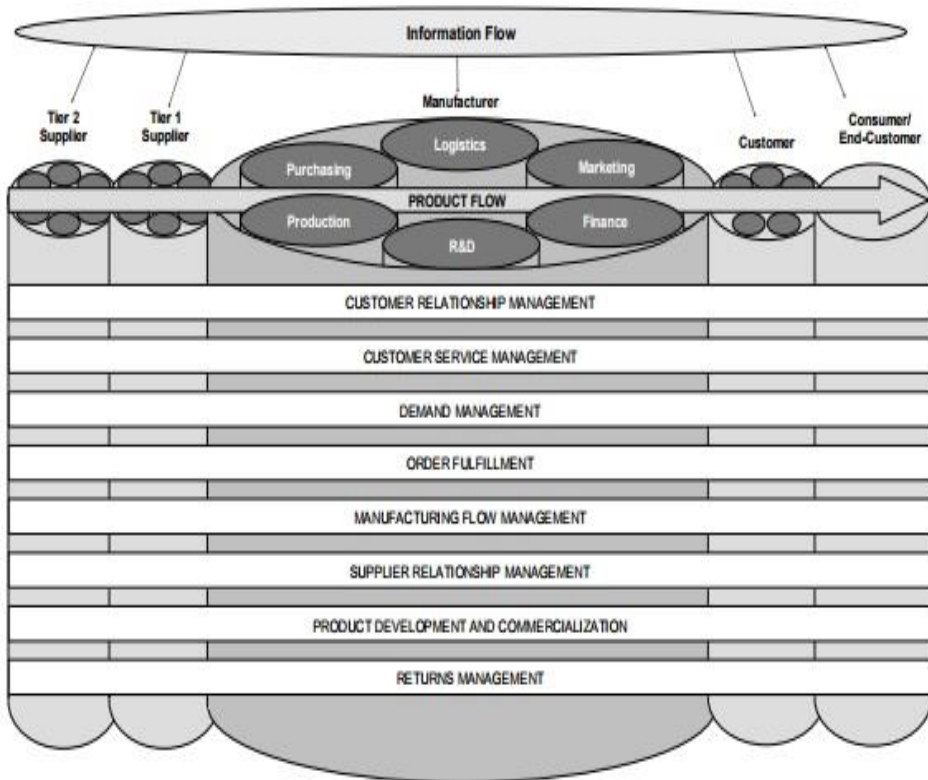 Information Flow
Tier 2
Supplier
Tier 1
Supplier
Manufacturer
Customer
Consumer/
End-Customer
Logistics
Purchasing
Marketing
PRODUCT FLOW
Production
Finance
R&D
CUSTOMER RELATIONSHIP MANAGEMENT
CUSTOMER SERVICE MANAGEMENT
DEMAND MANAGEMENT
ORDER FULFILLMENT
MANUFACTURING FLOW MANAGEMENT
SUPPLIER RELATIONSHIP MANAGEMENT
PRODUCT DEVELOPMENT AND COMMERCIALIZATION
RETURNS MANAGEMENT